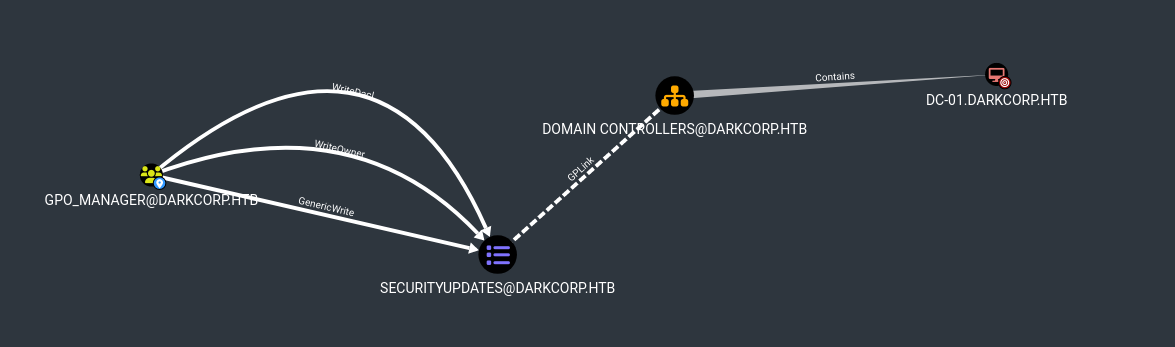 WriteDacl
WriteOwner
GenericWrite
GPO_MANAGER@DARKCORP.HTB
SECURITYUPDATES@DARKCORP.HTB
GPLink
DOMAIN CONTROLLERS@DARKCORP.HTB
Contains
DC-01.DARKCORP.HTB